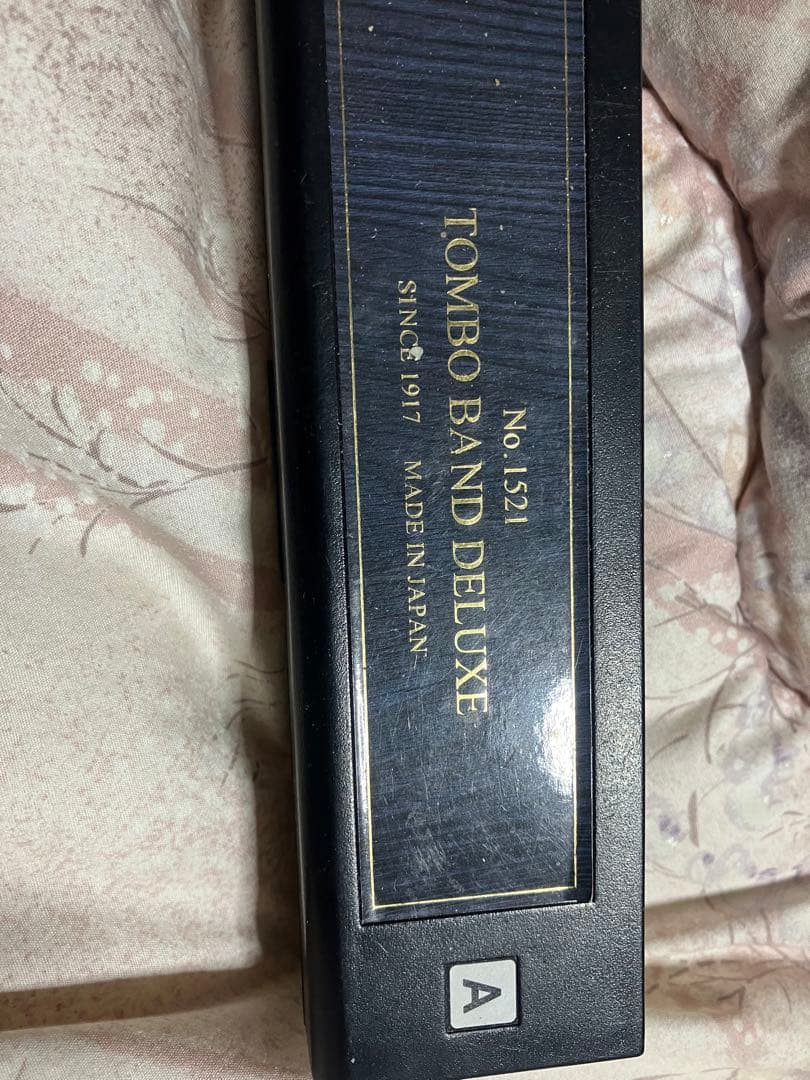 No. 1521
TOMBO BAND DELUXE
SINCE 1917 MADE IN JAPAN
A